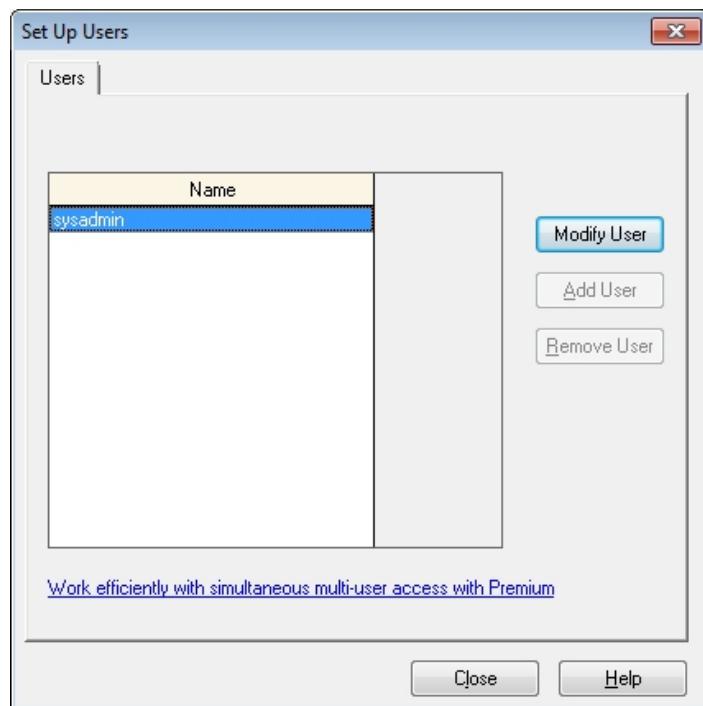 Set Up Users
Users
Name
sysadmin
Modify User
Add User
Remove User
Work efficiently with simultaneous multi-user access with Premium
Close
Help